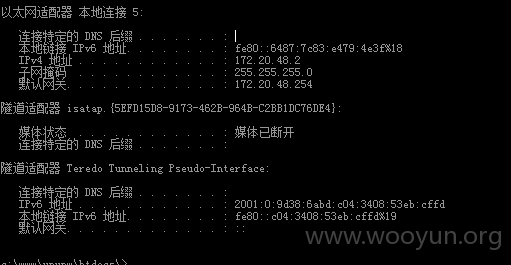 以太网适配器 本地连接 5:
连接特定的 DNS 后缀 . . . . . . . :
本地链接 IPv6 地址. . . . . . . . : fe80::6487:7c83:e479:4e3f%18
IPv4 地址 . . . . . . . . . . . . : 172.20.48.2
子网掩码 . . . . . . . . . . . . : 255.255.255.0
默认网关. . . . . . . . . . . . . : 172.20.48.254
隧道适配器 isatap.{5EFD15D8-9173-462B-964B-C2BB1DC76DE4}:
媒体状态 . . . . . . . . . . . . : 媒体已断开
连接特定的 DNS 后缀 . . . . . . . :
隧道适配器 Teredo Tunneling Pseudo-Interface:
连接特定的 DNS 后缀 . . . . . . . :
IPv6 地址 . . . . . . . . . . . . : 2001:0:9d38:6abd:c04:3408:53eb:cffd
本地链接 IPv6 地址. . . . . . . . : fe80::c04:3408:53eb:cffd%19
默认网关. . . . . . . . . . . . . : ::
www.wooyun.org